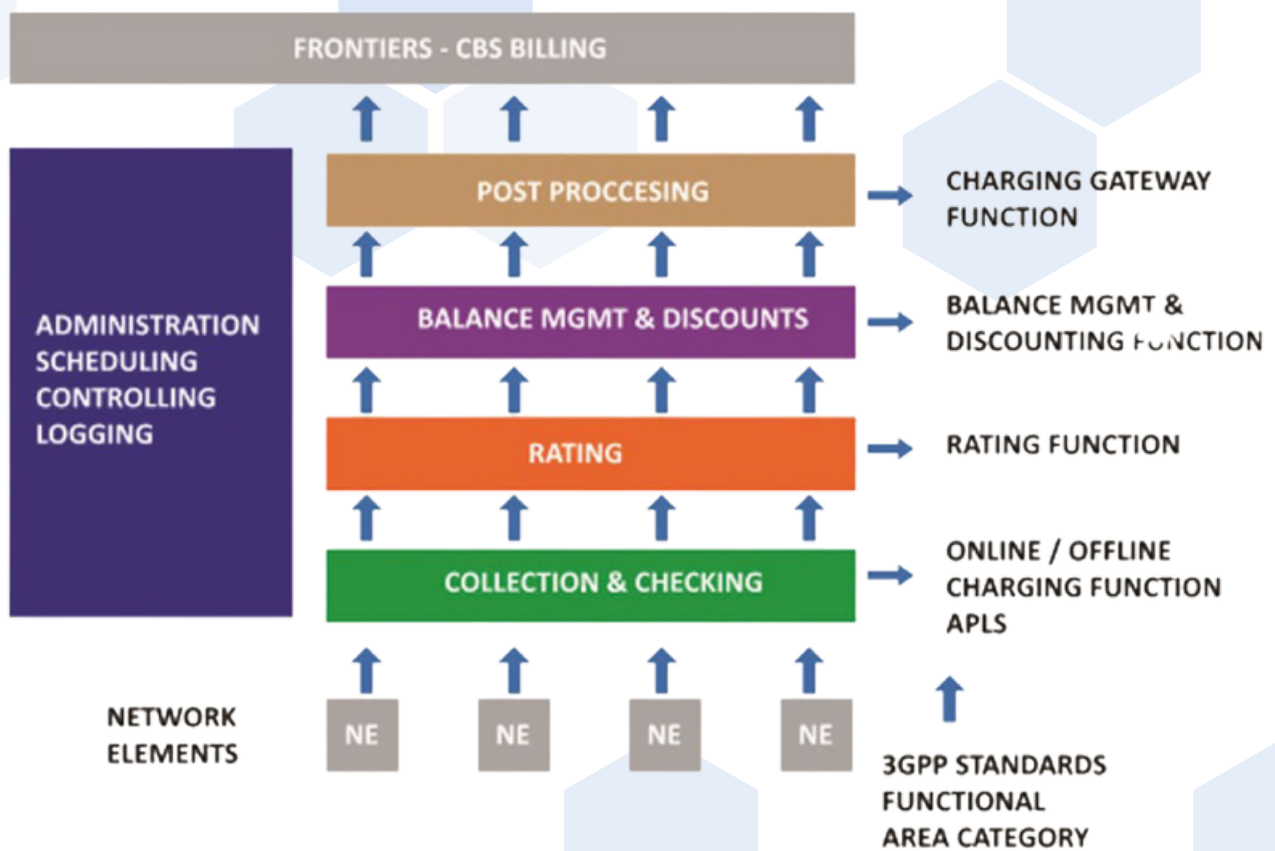 FRONTIERS - CBS BILLING
POST PROCCESING
CHARGING GATEWAY
FUNCTION
BALANCE MGMT & DISCOUNTS
BALANCE MGMT &
DISCOUNTING FUNCTION
ADMINISTRATION
SCHEDULING
CONTROLLING
LOGGING
RATING
RATING FUNCTION
COLLECTION & CHECKING
ONLINE / OFFLINE
CHARGING FUNCTION
APLS
NETWORK
ELEMENTS
NE
NE
NE
NE
3GPP STANDARDS
FUNCTIONAL
AREA CATEGORY